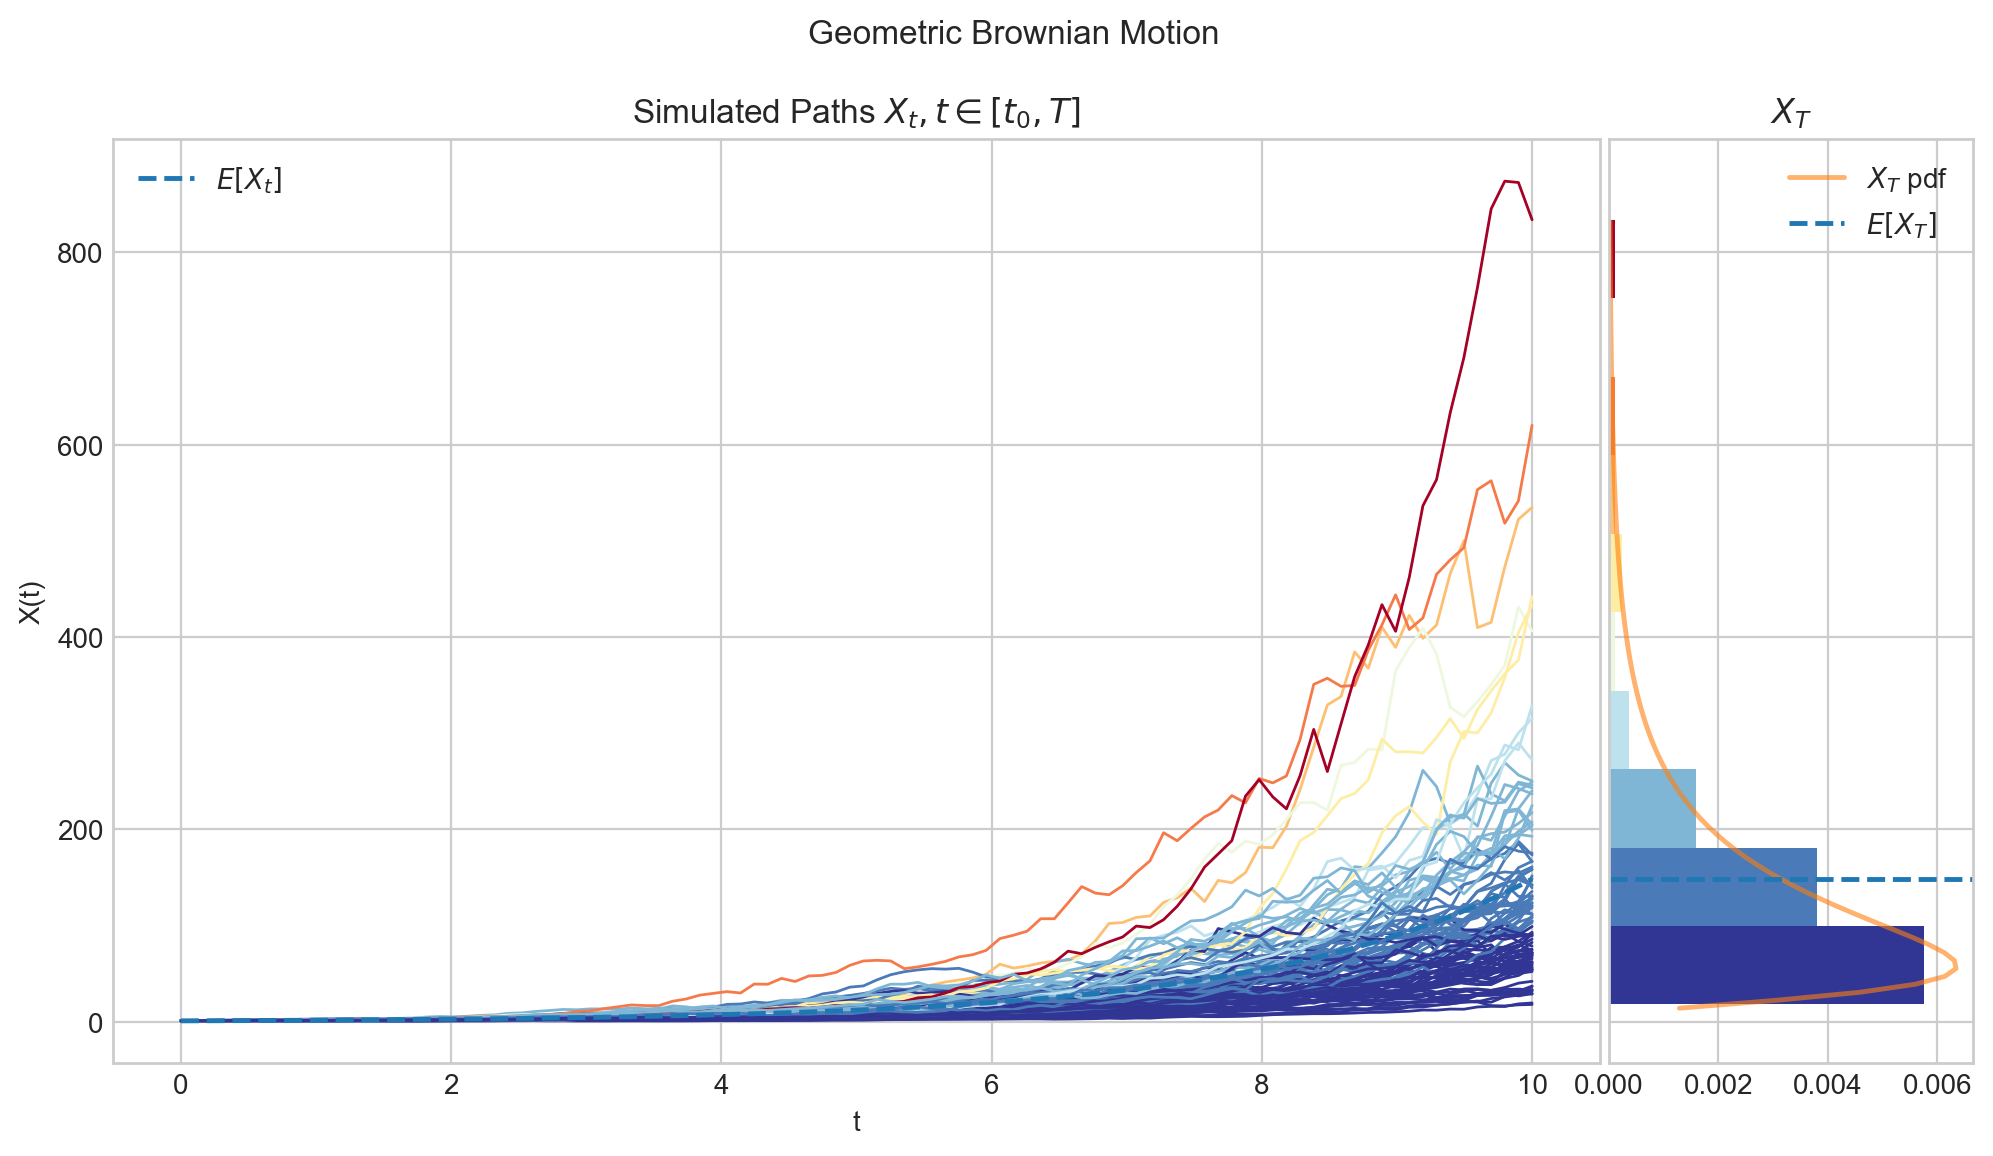 Geometric Brownian Motion
Simulated Paths $X_t, t \in [t_0, T]$
$X_T$
$E[X_t]$
$X_T$ pdf
$E[X_T]$
X(t)
800
600
400
200
0
0 2 4 6 8 10
t
0.000 0.002 0.004 0.006